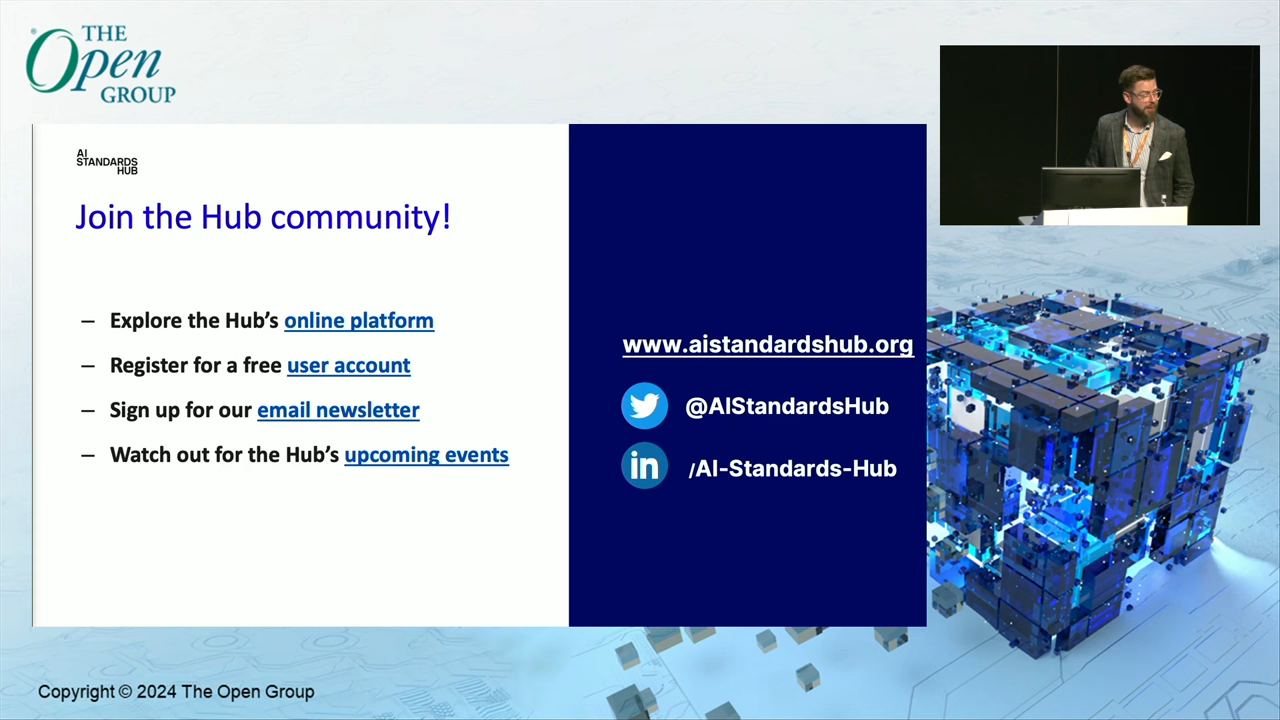 THE
Open
GROUP
AI
STANDARDS
HUB
Join the Hub community!
– Explore the Hub’s online platform
– Register for a free user account
– Sign up for our email newsletter
– Watch out for the Hub’s upcoming events
www.aistandardshub.org
@AIStandardsHub
in /AI-Standards-Hub
Copyright © 2024 The Open Group